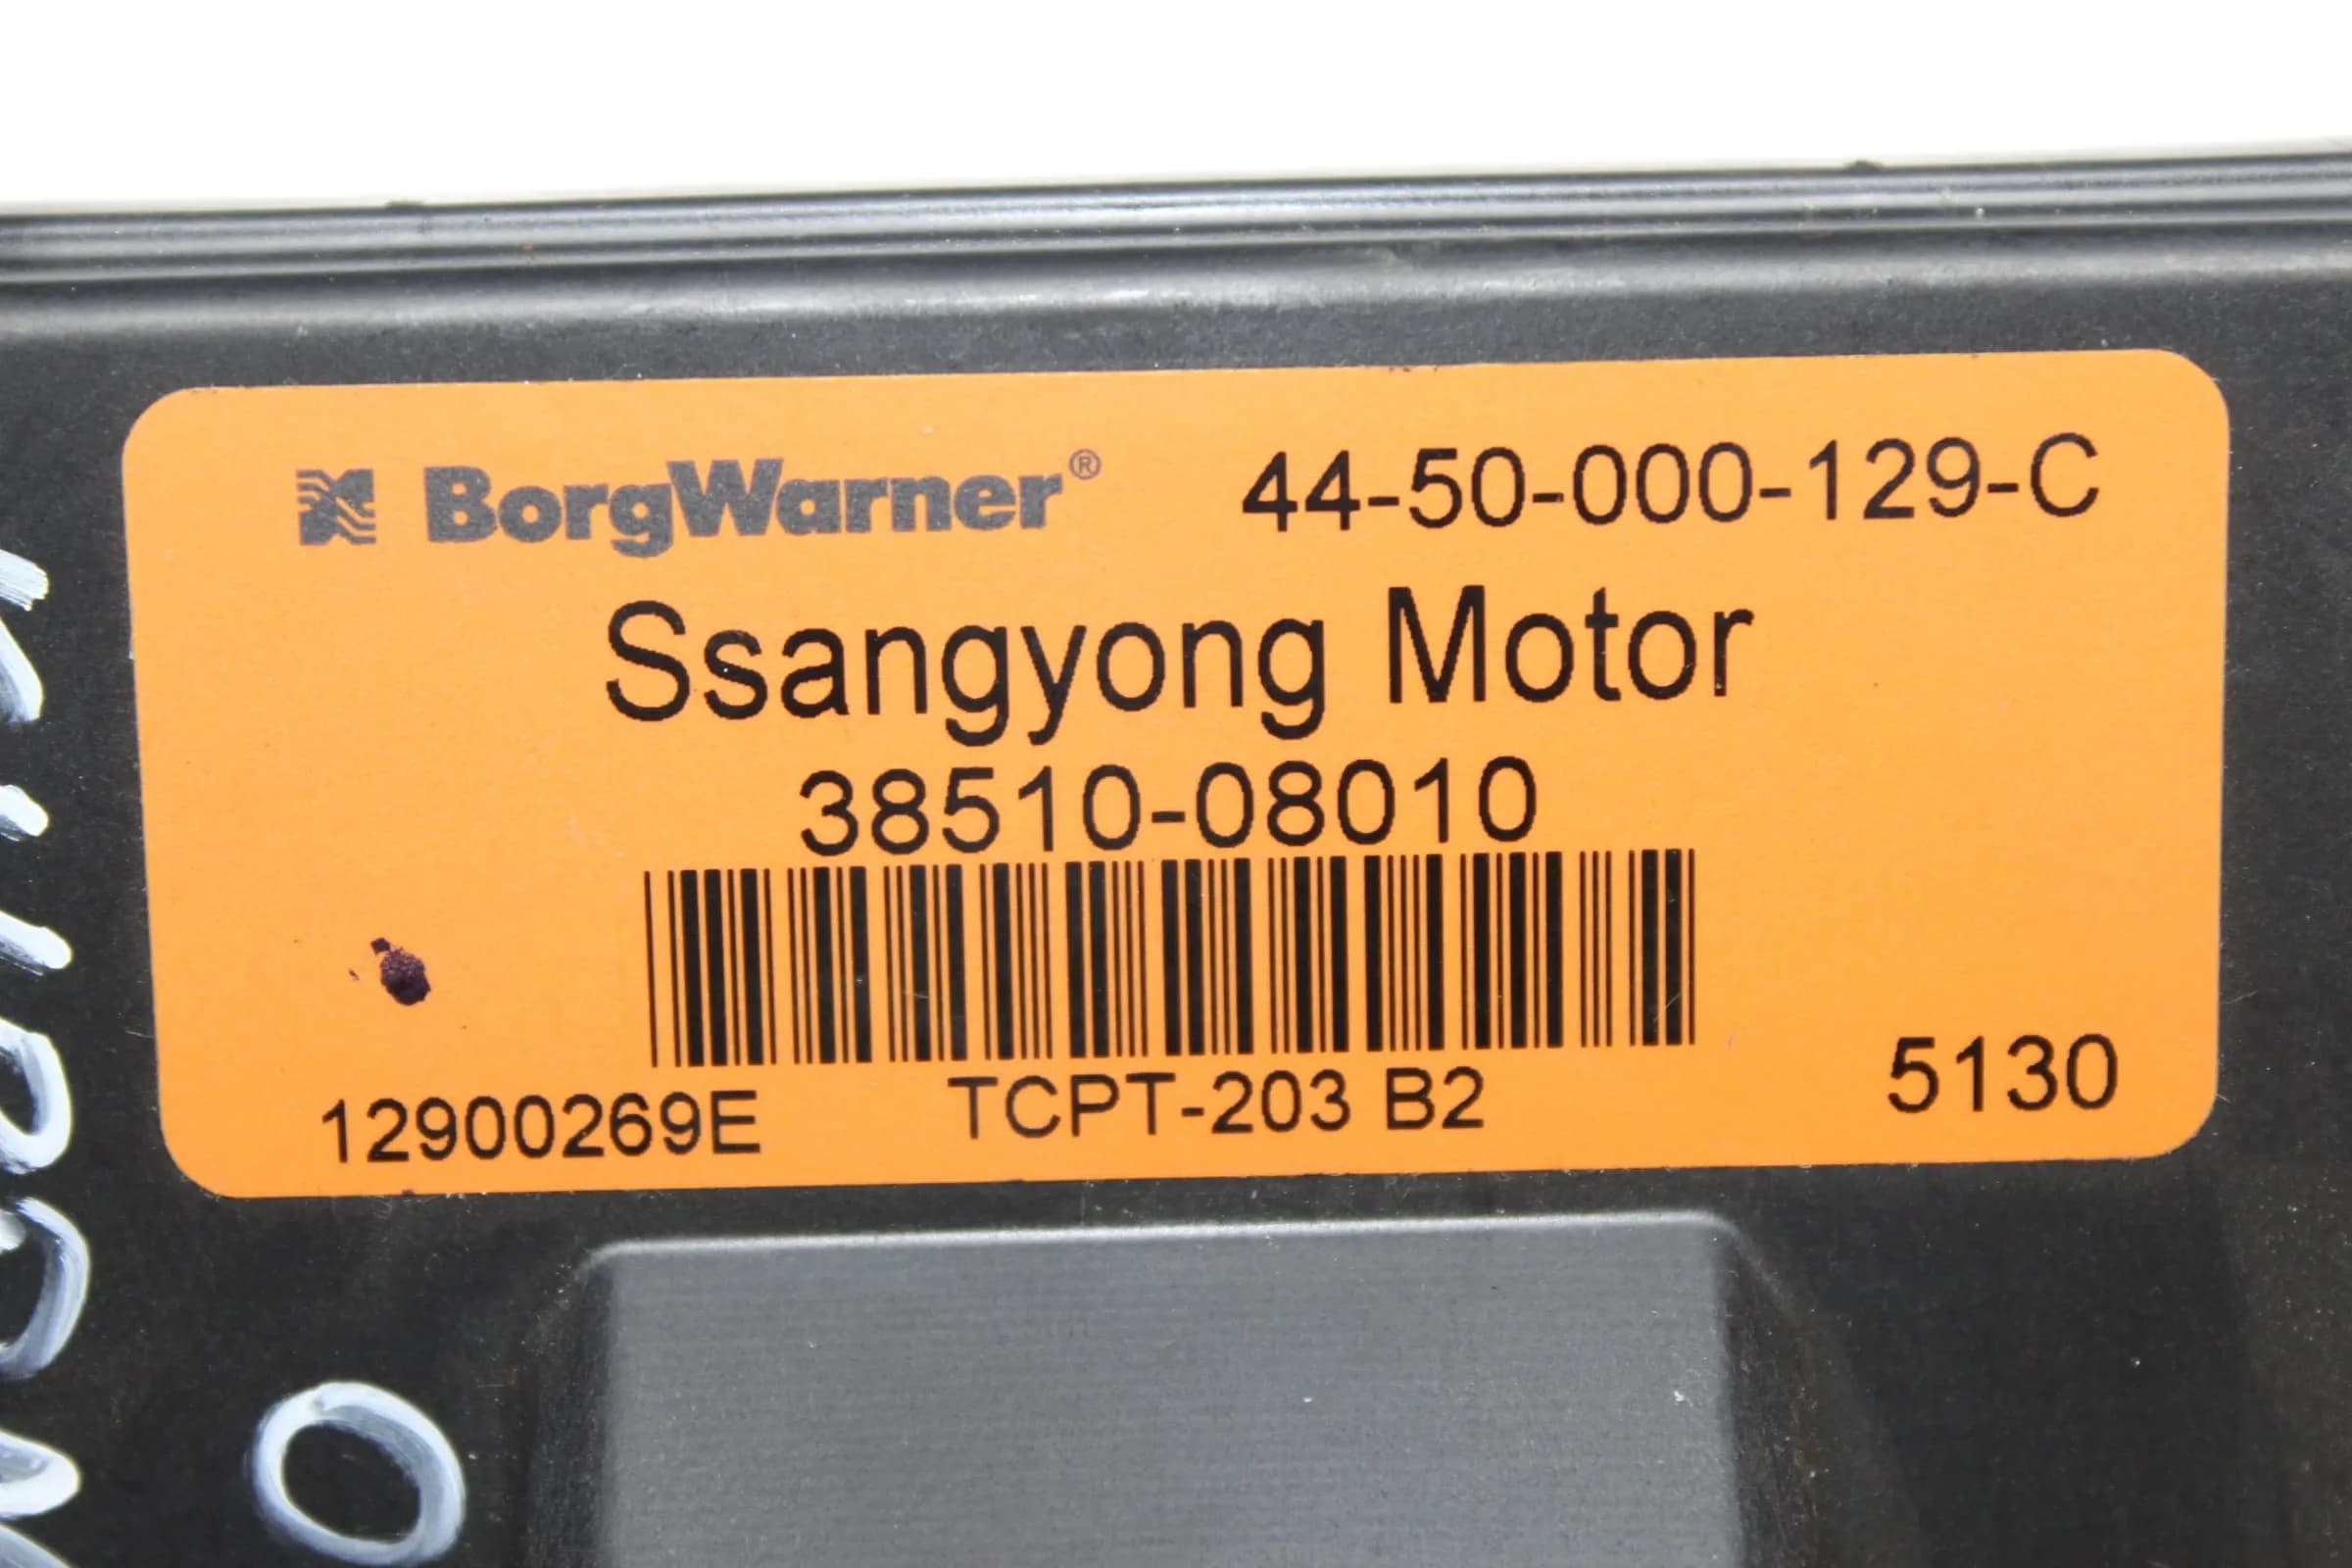 BorgWarner® 44-50-000-129-C
Ssangyong Motor
38510-08010
12900269E TCPT-203 B2 5130